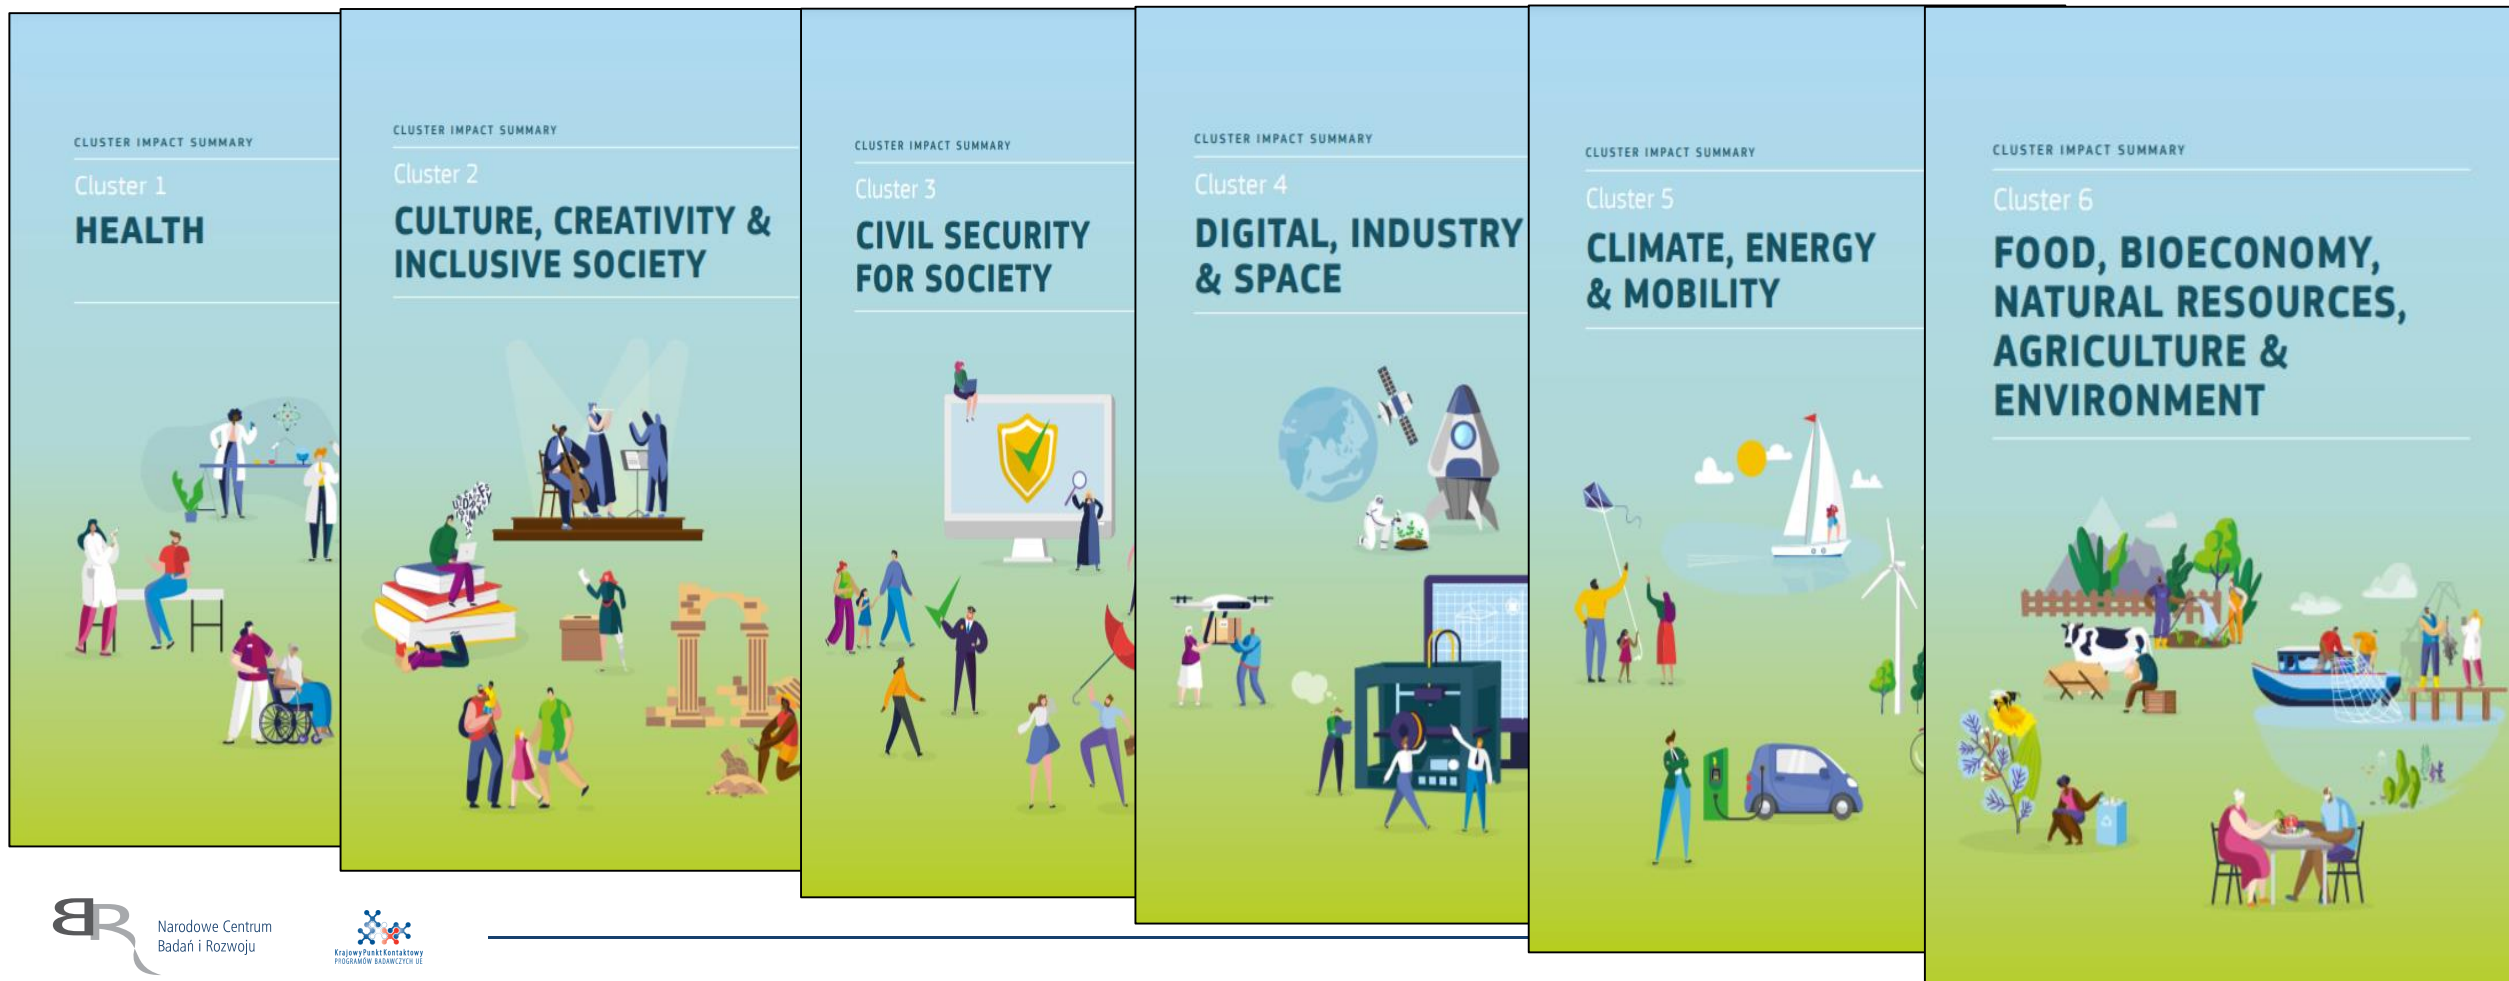 CLUSTER IMPACT SUMMARY
Cluster 1
HEALTH
CLUSTER IMPACT SUMMARY
Cluster 2
CULTURE, CREATIVITY &
INCLUSIVE SOCIETY
CLUSTER IMPACT SUMMARY
Cluster 3
CIVIL SECURITY
FOR SOCIETY
CLUSTER IMPACT SUMMARY
Cluster 4
DIGITAL, INDUSTRY
& SPACE
CLUSTER IMPACT SUMMARY
Cluster 5
CLIMATE, ENERGY
& MOBILITY
CLUSTER IMPACT SUMMARY
Cluster 6
FOOD, BIOECONOMY,
NATURAL RESOURCES,
AGRICULTURE &
ENVIRONMENT
Narodowe Centrum
Badań i Rozwoju
Krajowy Punkt Kontaktowy
PROGRAMÓW BADAWCZYCH UE